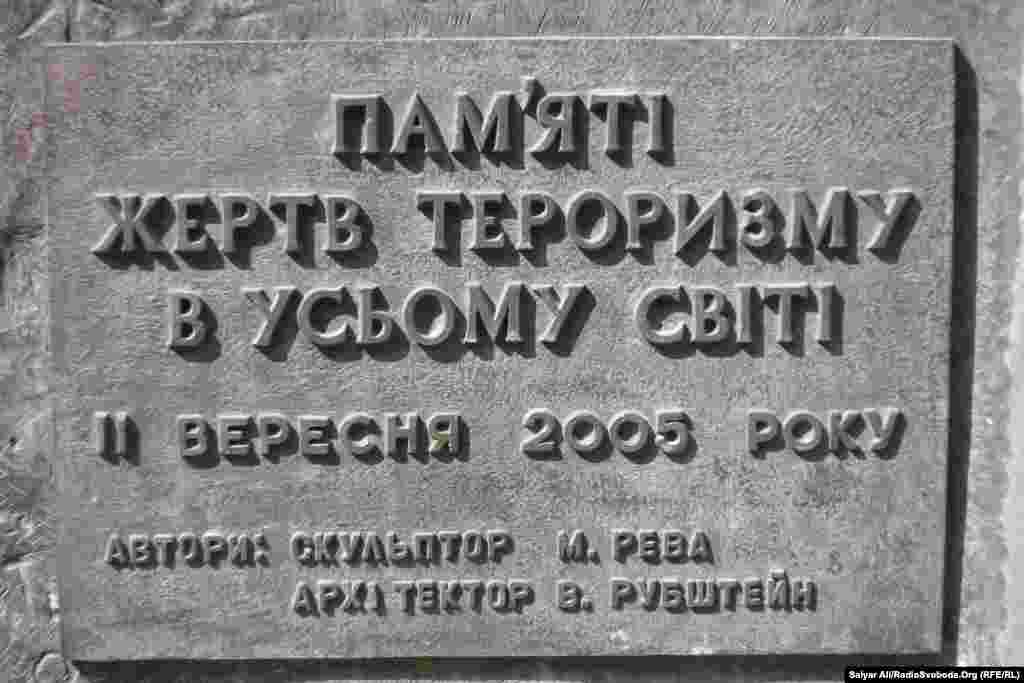 ПАМ'ЯТІ
ЖЕРТВ ТЕРОРИЗМУ
В УСЬОМУ СВІТІ
11 ВЕРЕСНЯ 2005 РОКУ
АВТОРИ: СКУЛЬПТОР М. РЕВА
АРХІТЕКТОР В. РУБШТЕЙН
Salyar Ali/RadioSvoboda.Org (RFE/RL)